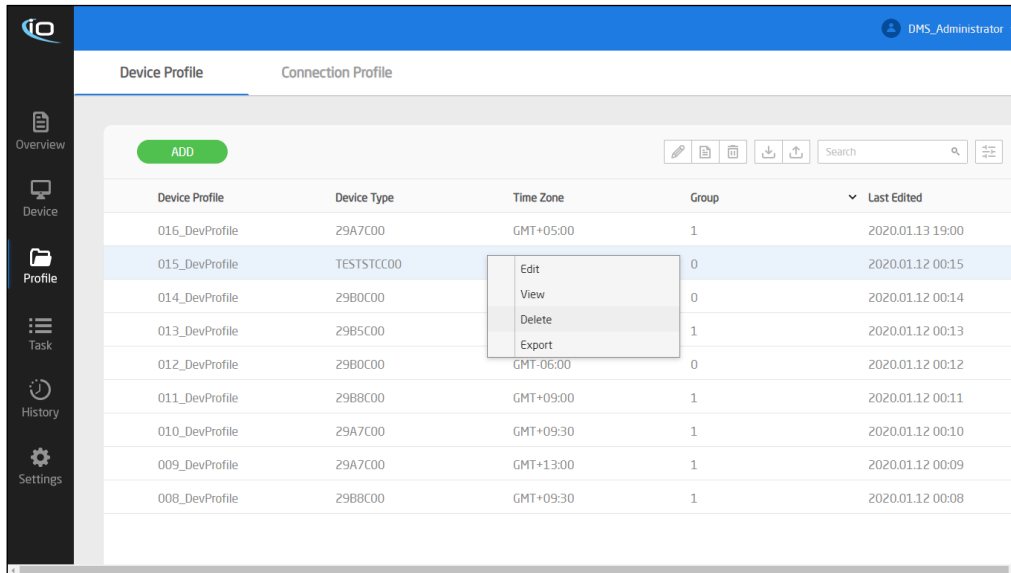 iO
DMS_Administrator
Device Profile Connection Profile
Overview
Device
Profile
Task
History
Settings
ADD Search
Device Profile Device Type Time Zone Group Last Edited
016_DevProfile 29A7C00 GMT+05:00 1 2020.01.13 19:00
015_DevProfile TESTSTCC00 0 2020.01.12 00:15
014_DevProfile 29B0C00 0 2020.01.12 00:14
013_DevProfile 29B5C00 1 2020.01.12 00:13
012_DevProfile 29B0C00 GMT-06:00 0 2020.01.12 00:12
011_DevProfile 29B8C00 GMT+09:00 1 2020.01.12 00:11
010_DevProfile 29A7C00 GMT+09:30 1 2020.01.12 00:10
009_DevProfile 29A7C00 GMT+13:00 1 2020.01.12 00:09
008_DevProfile 29B8C00 GMT+09:30 1 2020.01.12 00:08
Edit
View
Delete
Export